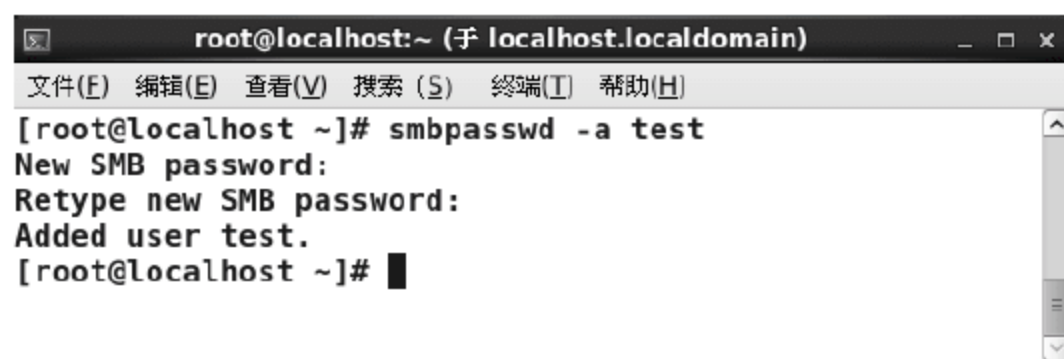 root@localhost:~ (于 localhost.localdomain)
文件(F) 编辑(E) 查看(V) 搜索 (S) 终端(T) 帮助(H)
[root@localhost ~]# smbpasswd -a test
New SMB password:
Retype new SMB password:
Added user test.
[root@localhost ~]#